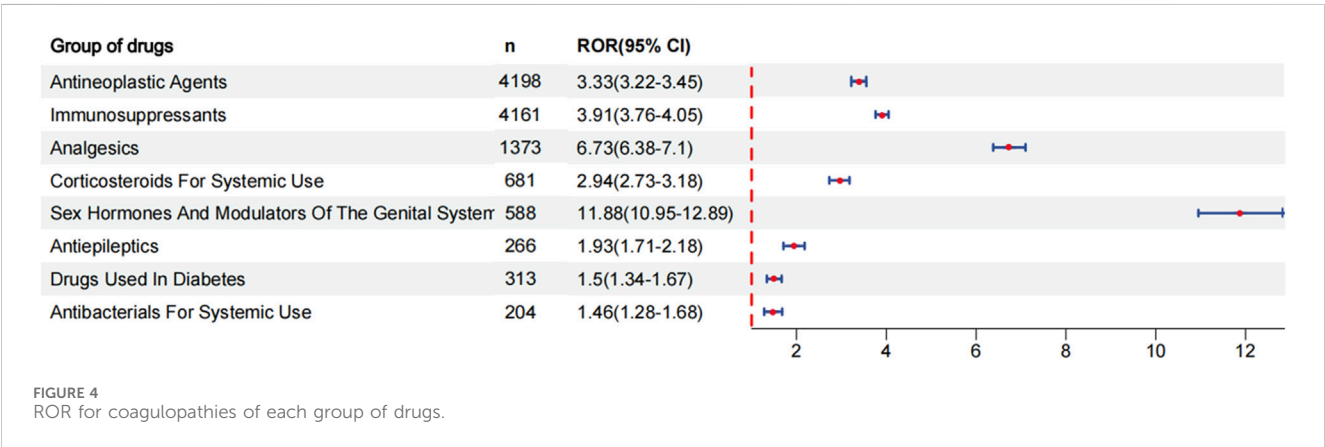 Group of drugs n ROR(95% CI)
Antineoplastic Agents 4198 3.33(3.22-3.45)
Immunosuppressants 4161 3.91(3.76-4.05)
Analgesics 1373 6.73(6.38-7.1)
Corticosteroids For Systemic Use 681 2.94(2.73-3.18)
Sex Hormones And Modulators Of The Genital System 588 11.88(10.95-12.89)
Antiepileptics 266 1.93(1.71-2.18)
Drugs Used In Diabetes 313 1.5(1.34-1.67)
Antibacterials For Systemic Use 204 1.46(1.28-1.68)
2 4 6 8 10 12
FIGURE 4
ROR for coagulopathies of each group of drugs.